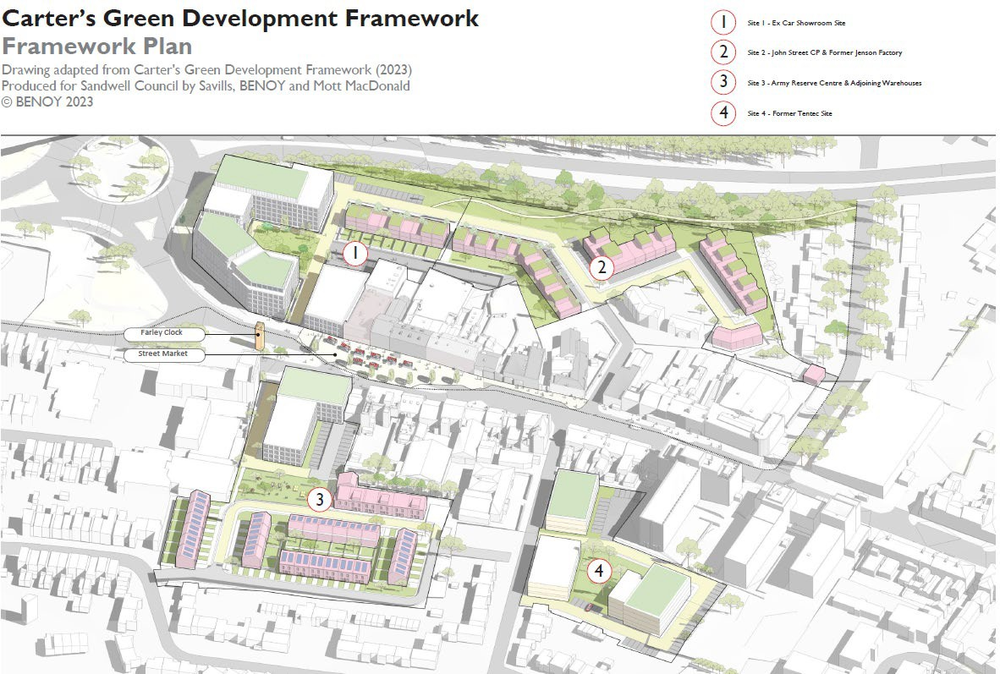 Carter's Green Development Framework
Framework Plan
Drawing adapted from Carter's Green Development Framework (2023)
Produced for Sandwell Council by Savills, BENOY and Mott MacDonald
© BENOY 2023
1 Site 1 - Ex Car Showroom Site
2 Site 2 - John Street CP & Former Jenson Factory
3 Site 3 - Army Reserve Centre & Adjoining Warehouses
4 Site 4 - Former Tentec Site
1
2
Farley Clock
Street Market
3
4